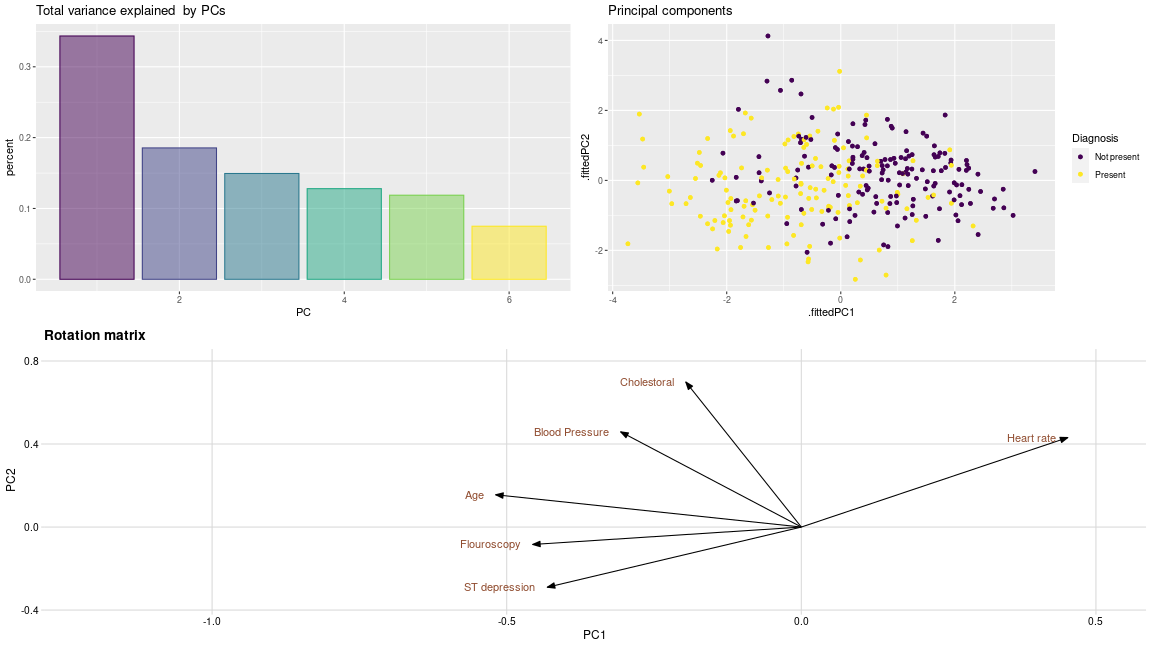 Total variance explained  by PCs
percent
0.3
0.2
0.1
0.0
2
4
6
PC
Principal components
.fittedPC2
4
2
0
-2
-4
-2
0
2
.fittedPC1
Diagnosis
Not present
Present
Rotation matrix
PC2
0.8
0.4
0.0
-0.4
Cholestoral
Blood Pressure
Heart rate
Age
Flouroscopy
ST depression
-1.0
-0.5
0.0
0.5
PC1